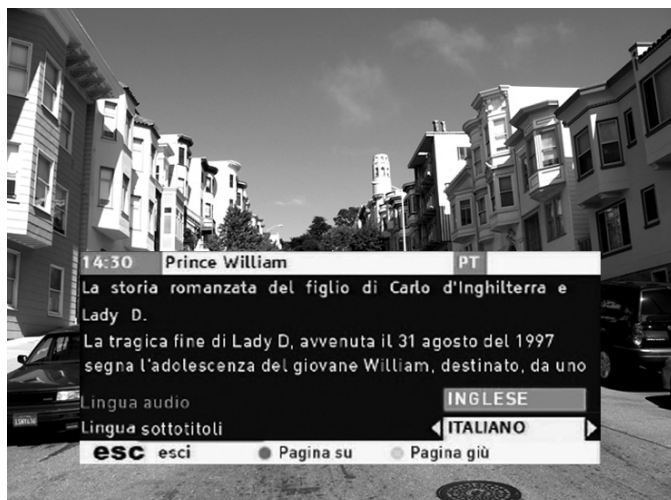 14:30 Prince William PT
La storia romanzata del figlio di Carlo d'Inghilterra e
Lady D.
La tragica fine di Lady D, avvenuta il 31 agosto del 1997
segna l'adolescenza del giovane William, destinato, da uno
Lingua audio INGLESE
Lingua sottotitoli ITALIANO
esc esci Pagina su Pagina giù